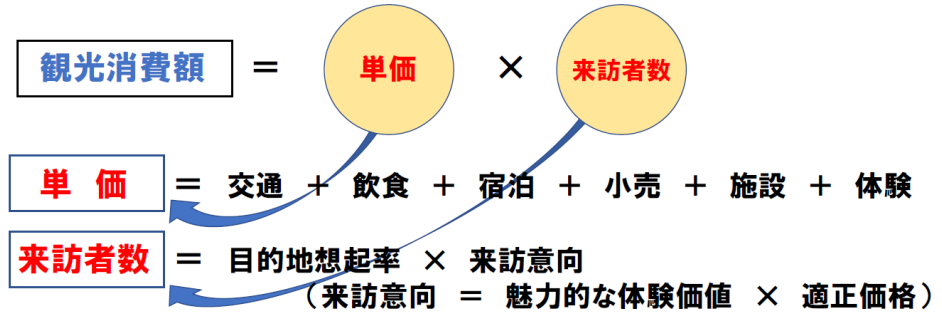 観光消費額 = 単価 × 来訪者数
単 価 = 交通 + 飲食 + 宿泊 + 小売 + 施設 + 体験
来訪者数 = 目的地想起率 × 来訪意向
(来訪意向 = 魅力的な体験価値 × 適正価格)